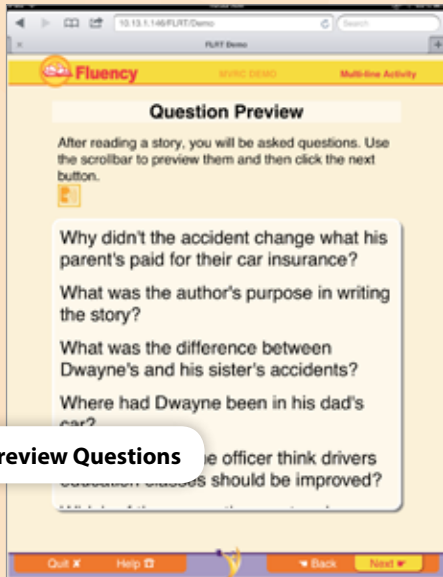 10.13.1.146/FLRT/Demo
Search
FLRT Demo
Fluency
MVRC DEMO
Multi-line Activity
Question Preview
After reading a story, you will be asked questions. Use
the scrollbar to preview them and then click the next
button.
Why didn't the accident change what his
parent's paid for their car insurance?
What was the author's purpose in writing
the story?
What was the difference between
Dwayne's and his sister's accidents?
Where had Dwayne been in his dad's
car?
review Questions
e officer think drivers
education classes should be improved?
Quit X
Help
Back
Next